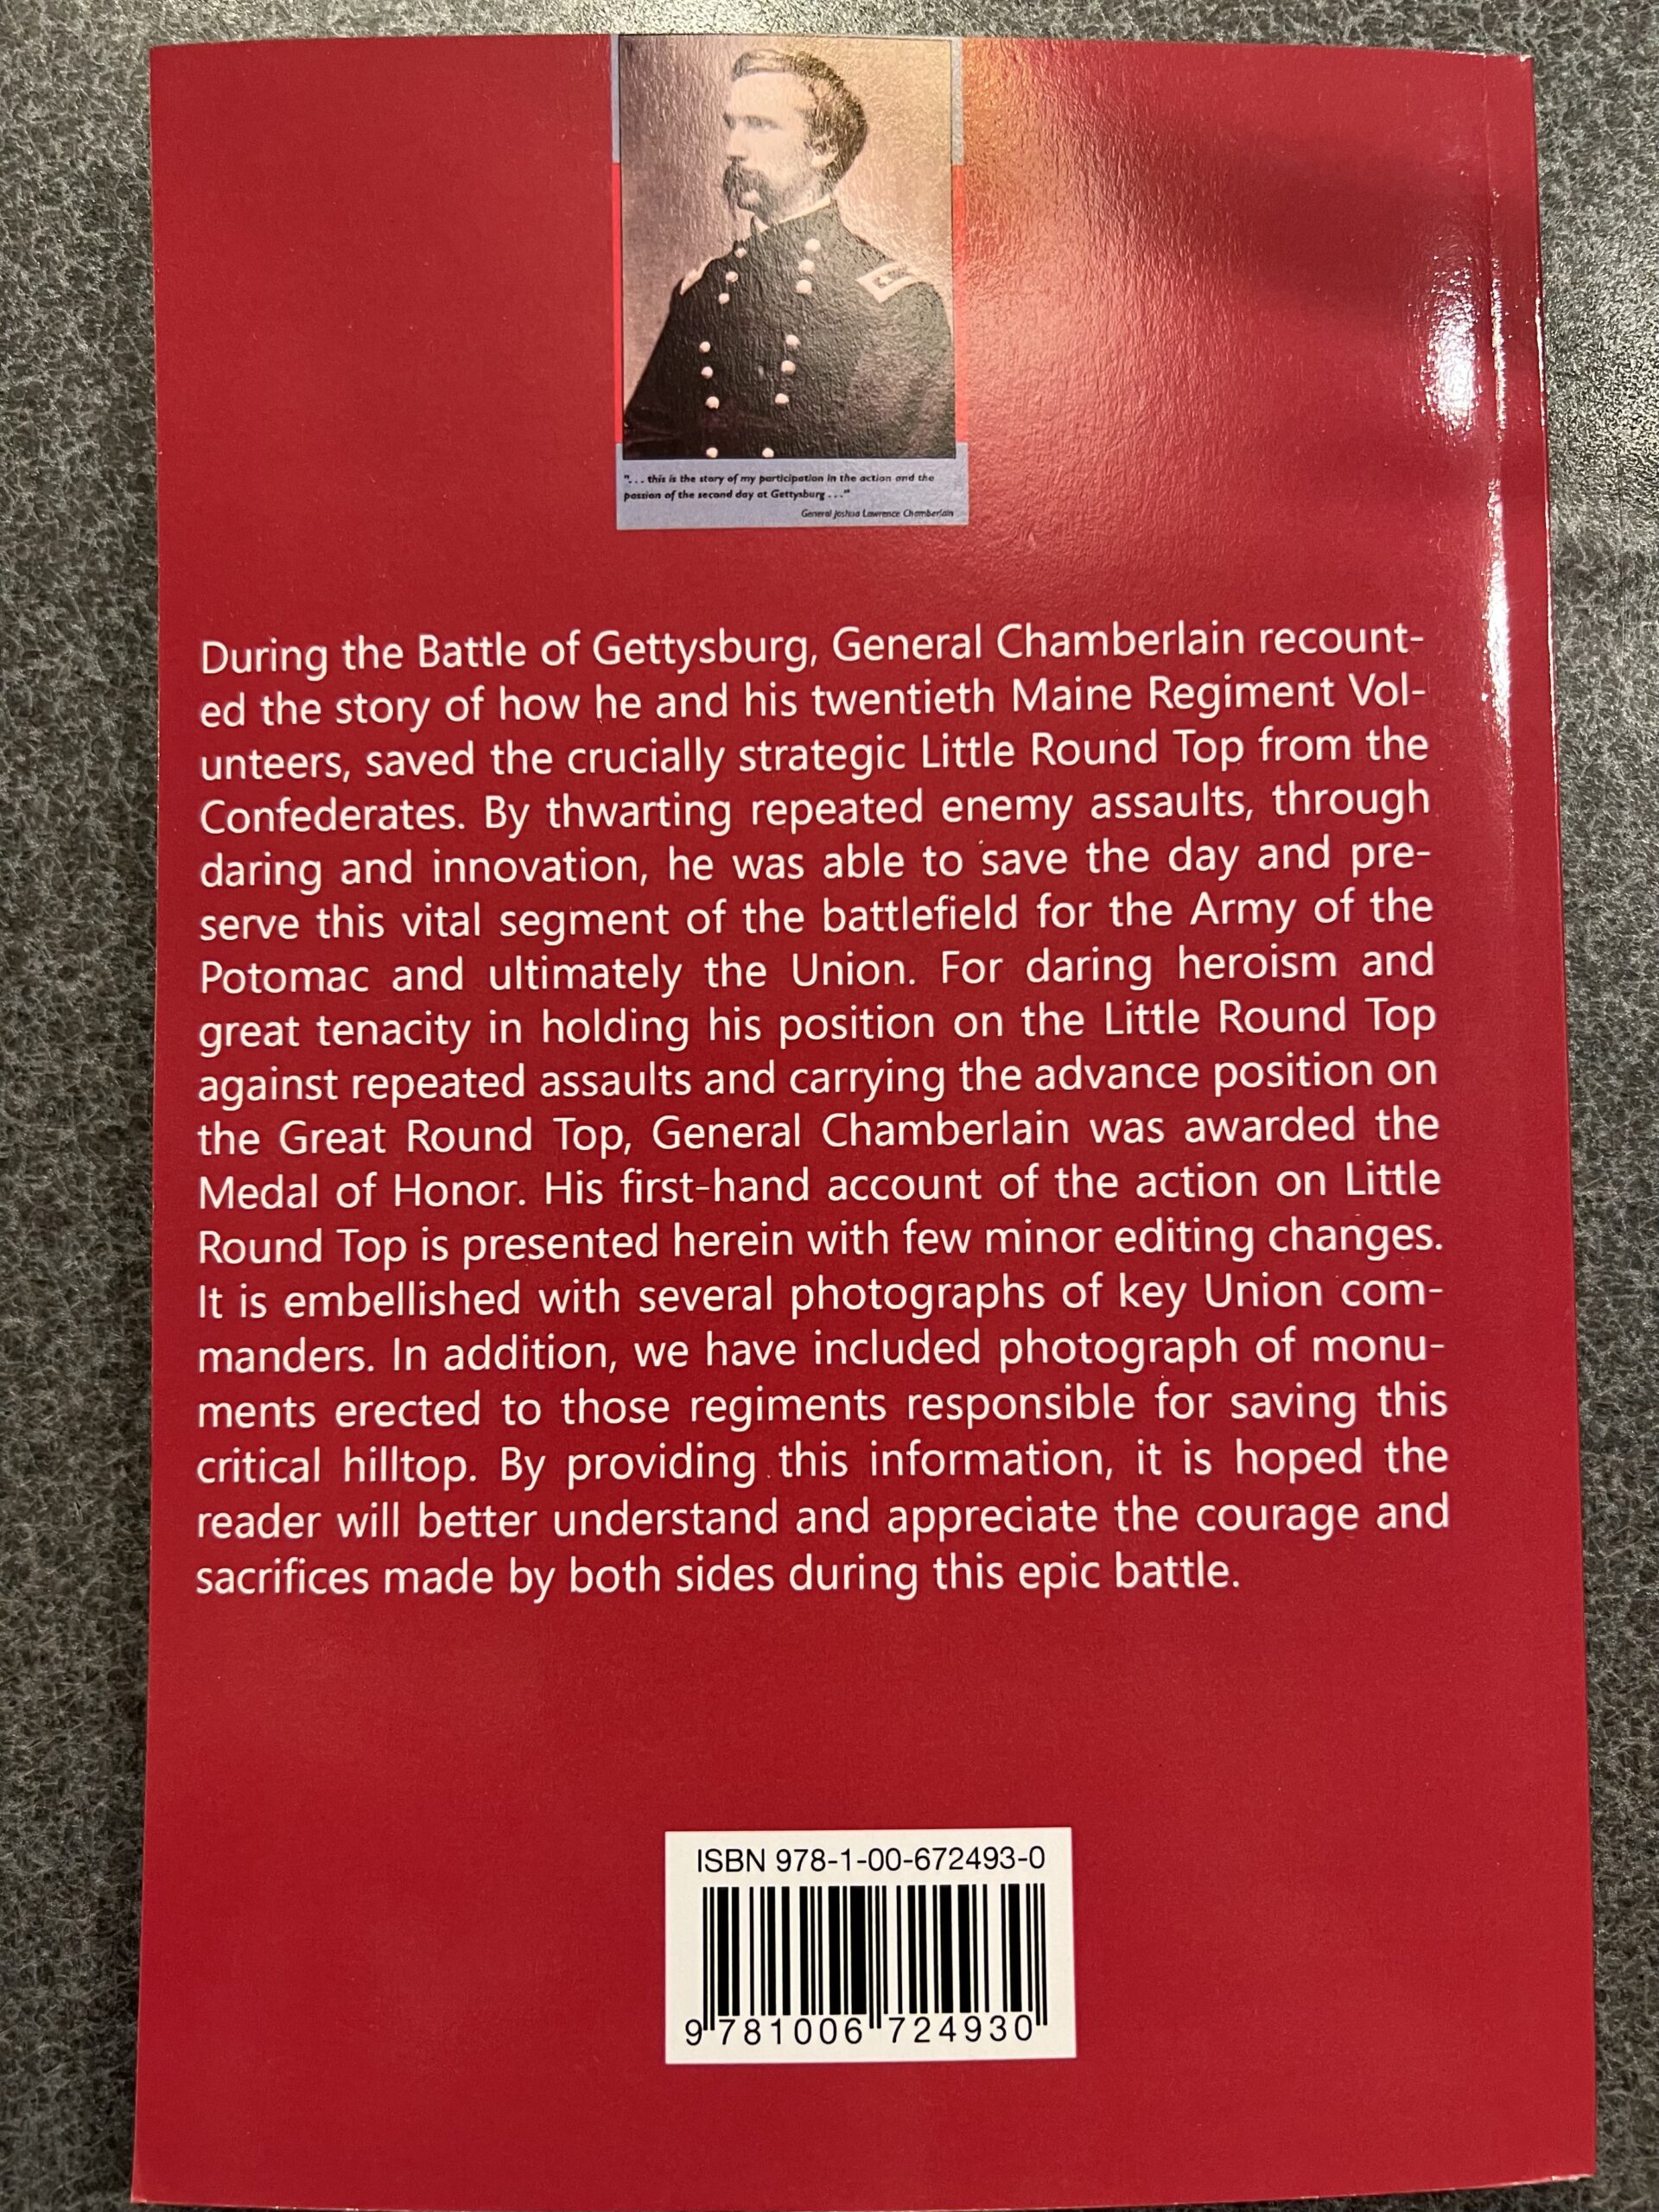 ". . . this is the story of my participation in the action and the
passion of the second day at Gettysburg . . ."
General Joshua Lawrence Chamberlain
During the Battle of Gettysburg, General Chamberlain recount-
ed the story of how he and his twentieth Maine Regiment Vol-
unteers, saved the crucially strategic Little Round Top from the
Confederates. By thwarting repeated enemy assaults, through
daring and innovation, he was able to save the day and pre-
serve this vital segment of the battlefield for the Army of the
Potomac and ultimately the Union. For daring heroism and
great tenacity in holding his position on the Little Round Top
against repeated assaults and carrying the advance position on
the Great Round Top, General Chamberlain was awarded the
Medal of Honor. His first-hand account of the action on Little
Round Top is presented herein with few minor editing changes.
It is embellished with several photographs of key Union com-
manders. In addition, we have included photograph of monu-
ments erected to those regiments responsible for saving this
critical hilltop. By providing this information, it is hoped the
reader will better understand and appreciate the courage and
sacrifices made by both sides during this epic battle.
ISBN 978-1-00-672493-0
9 781006 724930